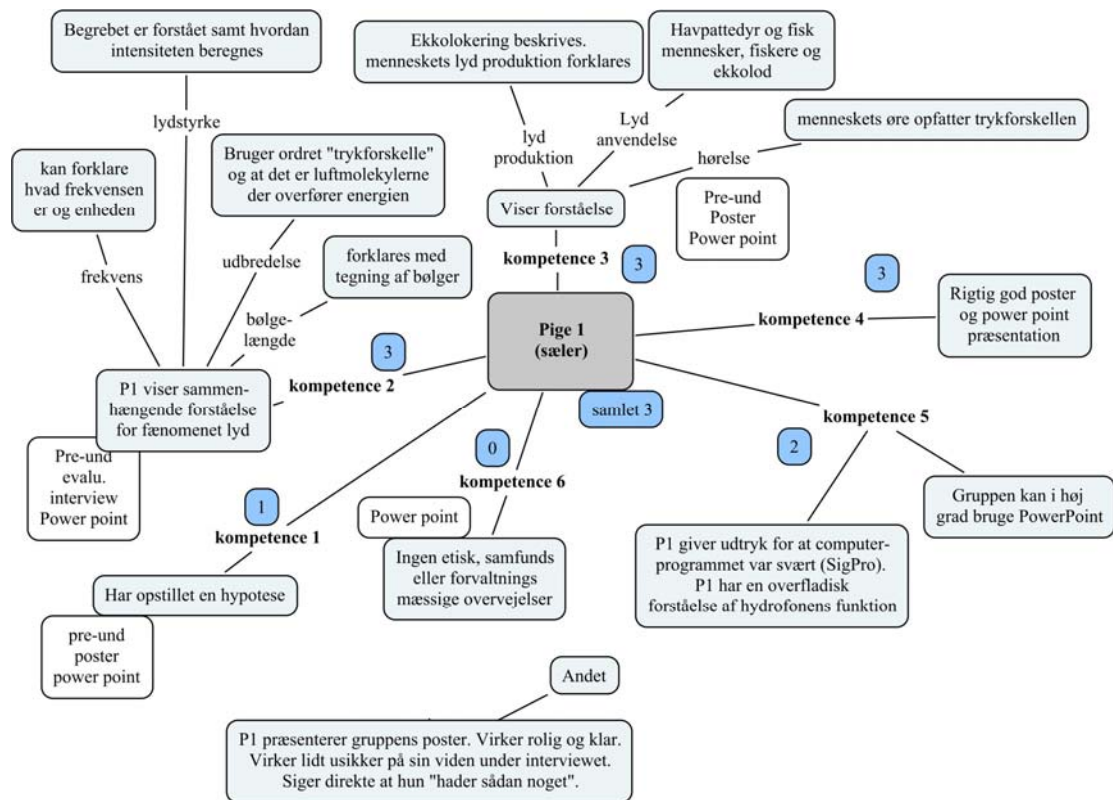 Begrebet er forstået samt hvordan
intensiteten beregnes
Ekkolokering beskrives.
menneskets lyd produktion forklares
Havpattedyr og fisk
mennesker, fiskere og
ekkolod
lydstyrke
Lyd
anvendelse
menneskets øre opfatter trykforskellen
lyd
produktion
hørelse
kan forklare
hvad frekvensen
er og enheden
Bruger ordret "trykforskelle"
og at det er luftmolekylerne
der overfører energien
Viser forståelse
Pre-und
Poster
Power point
frekvens
udbredelse
forklares med
tegning af bølger
kompetence 3
3
bølge-
længde
Pige 1
(sæler)
kompetence 4
3
Rigtig god poster
og power point
præsentation
3
kompetence 2
P1 viser sammen-
hængende forståelse
for fænomenet lyd
samlet 3
kompetence 5
2
Pre-und
evalu.
interview
Power point
0
kompetence 6
1
kompetence 1
Power point
Gruppen kan i høj
grad bruge PowerPoint
Ingen etisk, samfunds
eller forvaltnings
mæssige overvejelser
P1 giver udtryk for at computer-
programmet var svært (SigPro).
P1 har en overfladisk
forståelse af hydrofonens funktion
Har opstillet en hypotese
pre-und
poster
power point
Andet
P1 præsenterer gruppens poster. Virker rolig og klar.
Virker lidt usikker på sin viden under interviewet.
Siger direkte at hun "hader sådan noget".